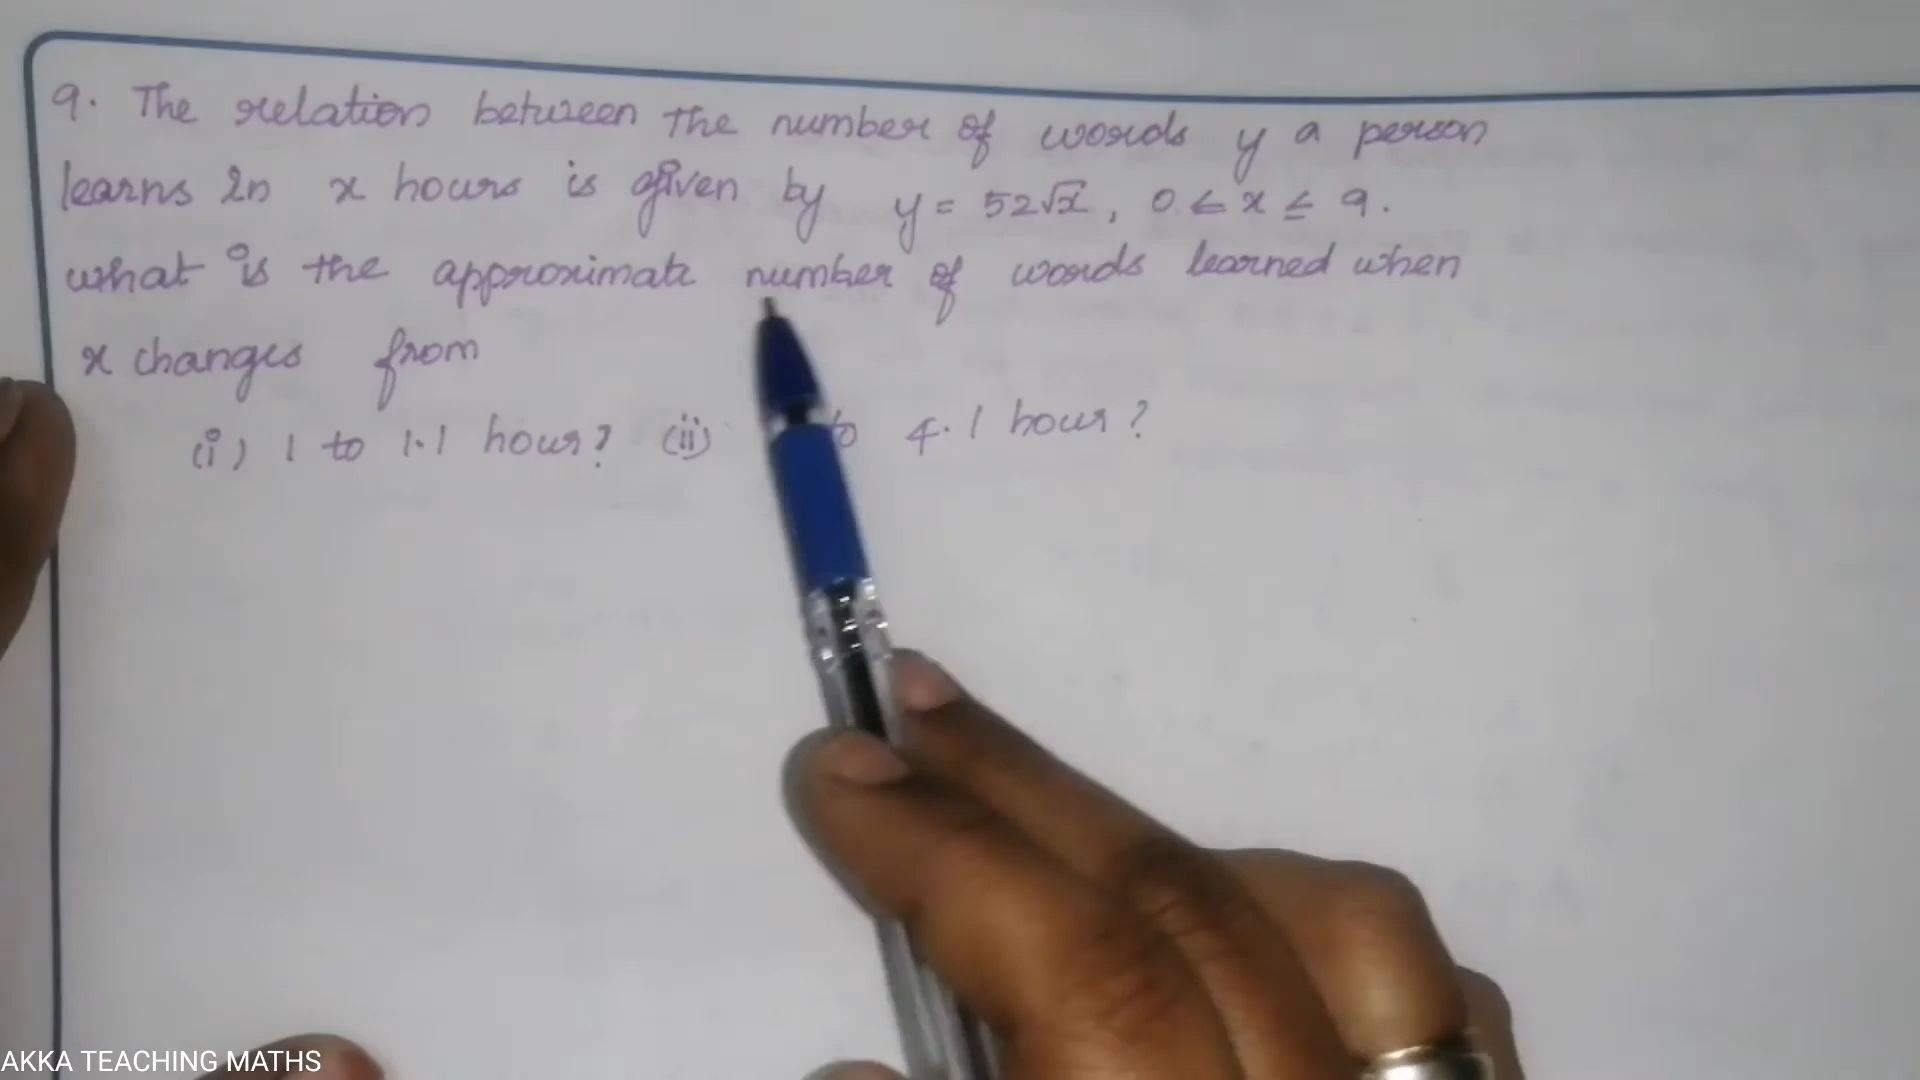 9. The relation between the number of words y a person
learns in x hours is given by y = 52√x, 0 ≤ x ≤ 9.
what is the approximate number of words learned when
x changes from
(i) 1 to 1.1 hour? (ii) to 4.1 hour?
AKKA TEACHING MATHS